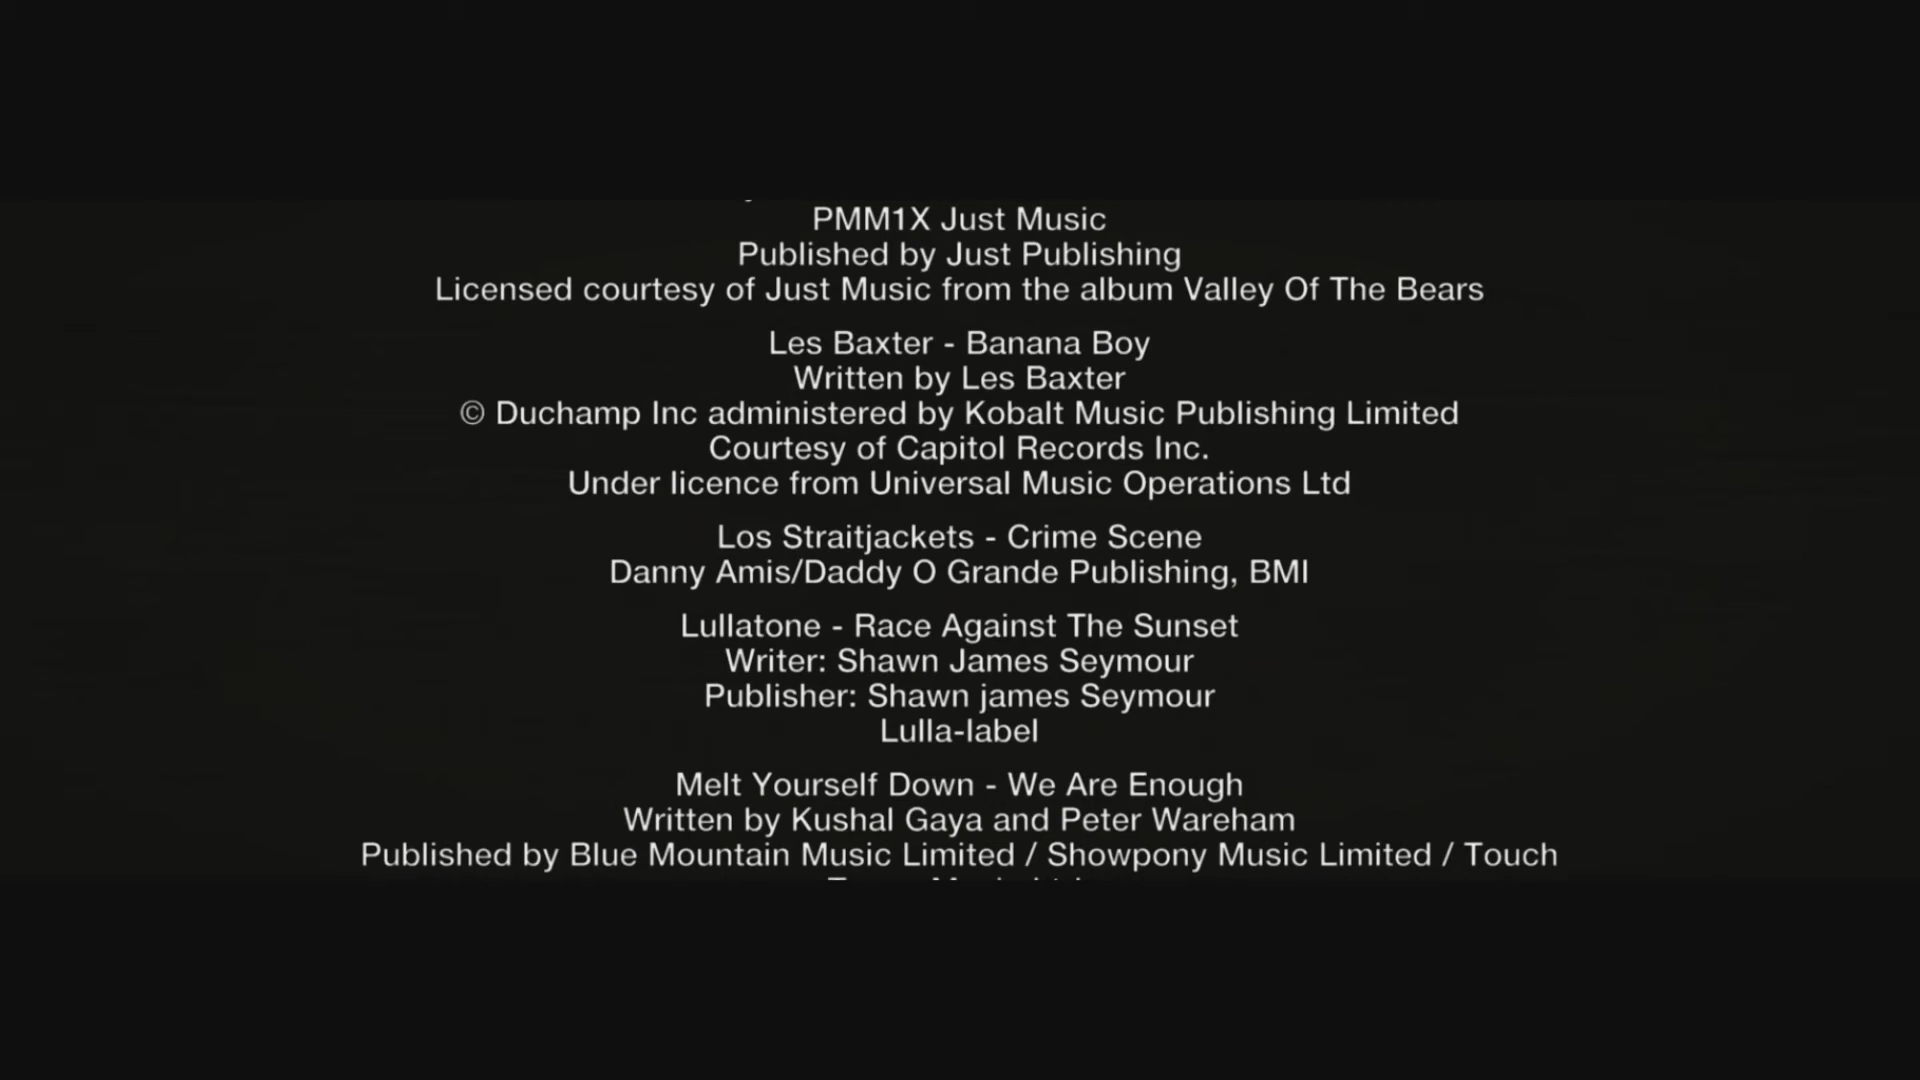 PMM1X Just Music
Published by Just Publishing
Licensed courtesy of Just Music from the album Valley Of The Bears
Les Baxter - Banana Boy
Written by Les Baxter
© Duchamp Inc administered by Kobalt Music Publishing Limited
Courtesy of Capitol Records Inc.
Under licence from Universal Music Operations Ltd
Los Straitjackets - Crime Scene
Danny Amis/Daddy O Grande Publishing, BMI
Lullatone - Race Against The Sunset
Writer: Shawn James Seymour
Publisher: Shawn james Seymour
Lulla-label
Melt Yourself Down - We Are Enough
Written by Kushal Gaya and Peter Wareham
Published by Blue Mountain Music Limited / Showpony Music Limited / Touch